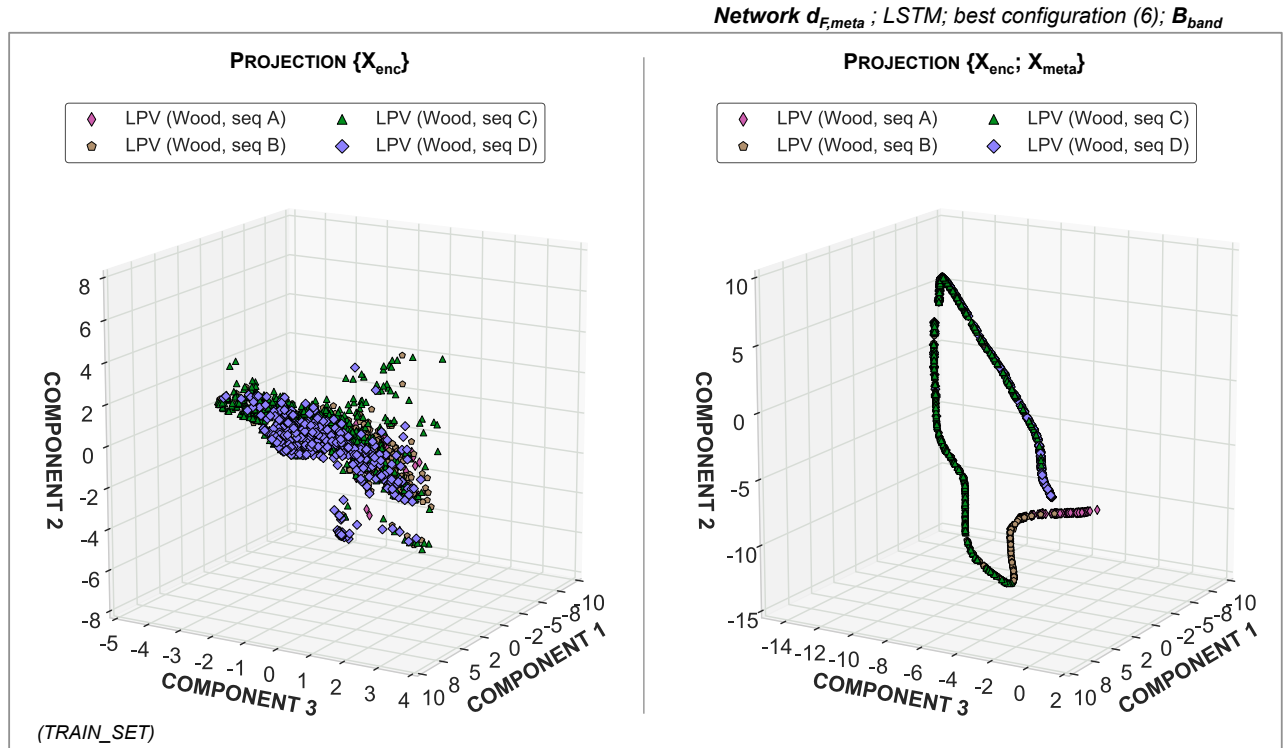 Network d_F,meta ; LSTM; best configuration (6); B_band
PROJECTION {X_enc}
LPV (Wood, seq A)
LPV (Wood, seq C)
LPV (Wood, seq B)
LPV (Wood, seq D)
8
6
4
2
0
-2
-4
-6
-8
COMPONENT 2
-5 -4 -3 -2 -1 0 1 2 3 4
COMPONENT 3
10 8 5 2 0 -2 -5 -8 -10
COMPONENT 1
(TRAIN_SET)
PROJECTION {X_enc; X_meta}
LPV (Wood, seq A)
LPV (Wood, seq C)
LPV (Wood, seq B)
LPV (Wood, seq D)
10
5
0
-5
-10
-15
COMPONENT 2
-14 -12 -10 -8 -6 -4 -2 0 2
COMPONENT 3
10 8 5 2 0 -2 -5 -8 -10
COMPONENT 1